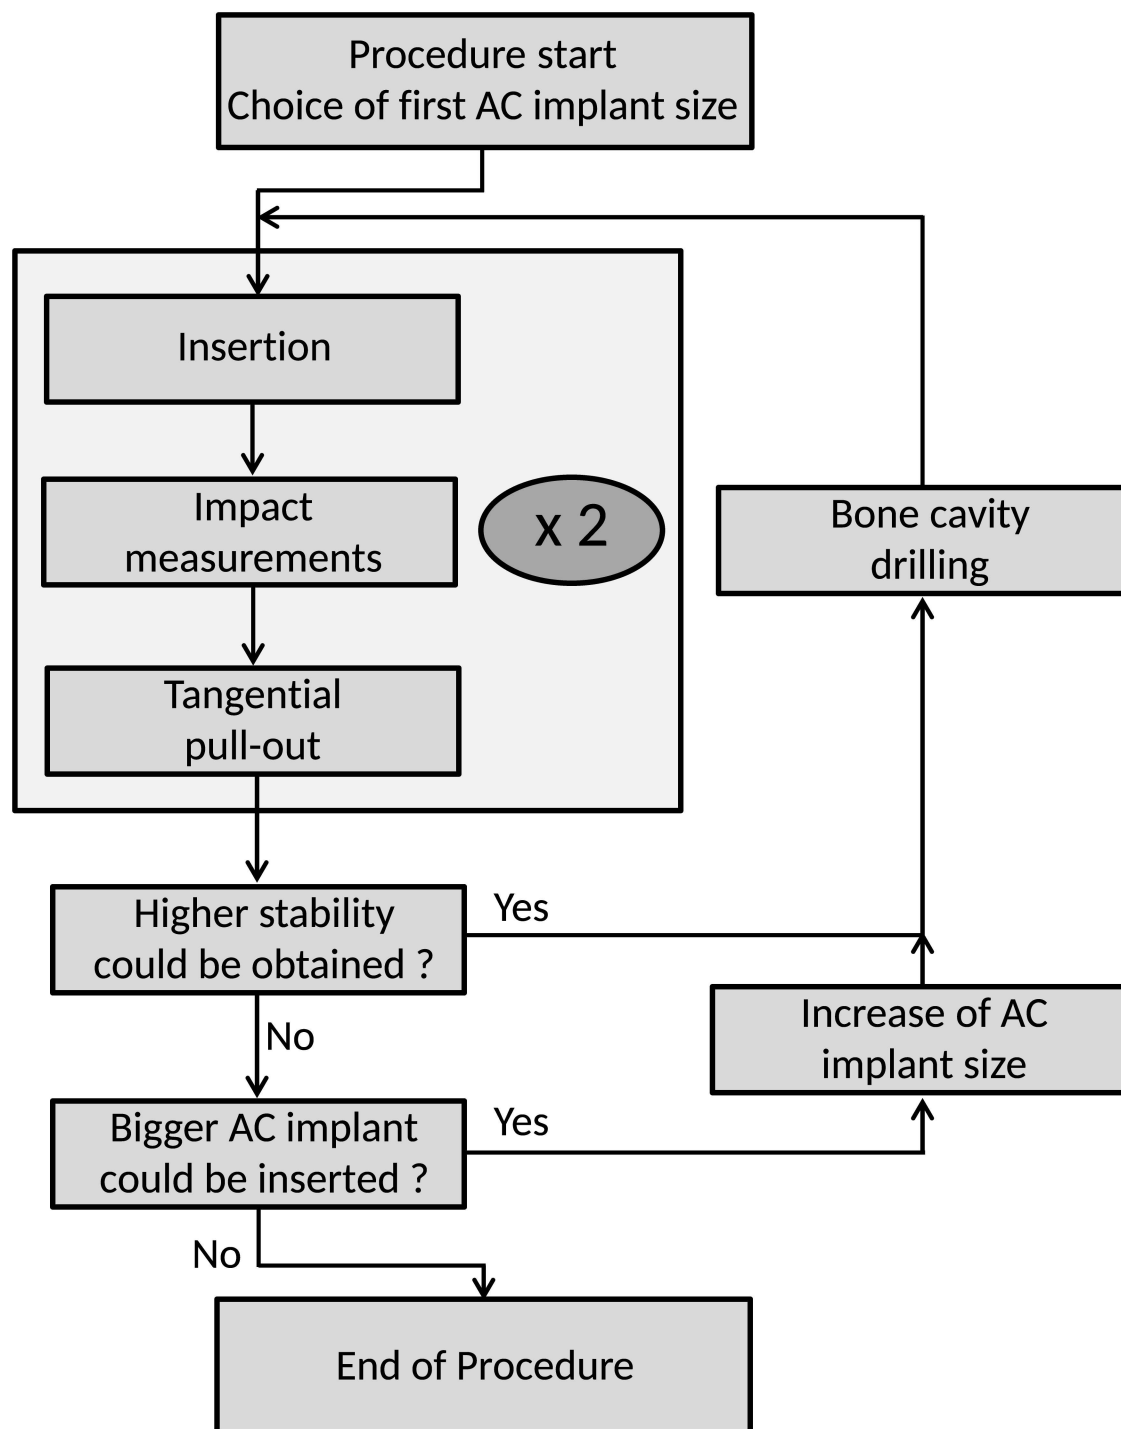 Procedure start
Choice of first AC implant size
Insertion
Impact
measurements
x 2
Bone cavity
drilling
Tangential
pull-out
Higher stability
could be obtained ?
Yes
No
Increase of AC
implant size
Bigger AC implant
could be inserted ?
Yes
No
End of Procedure